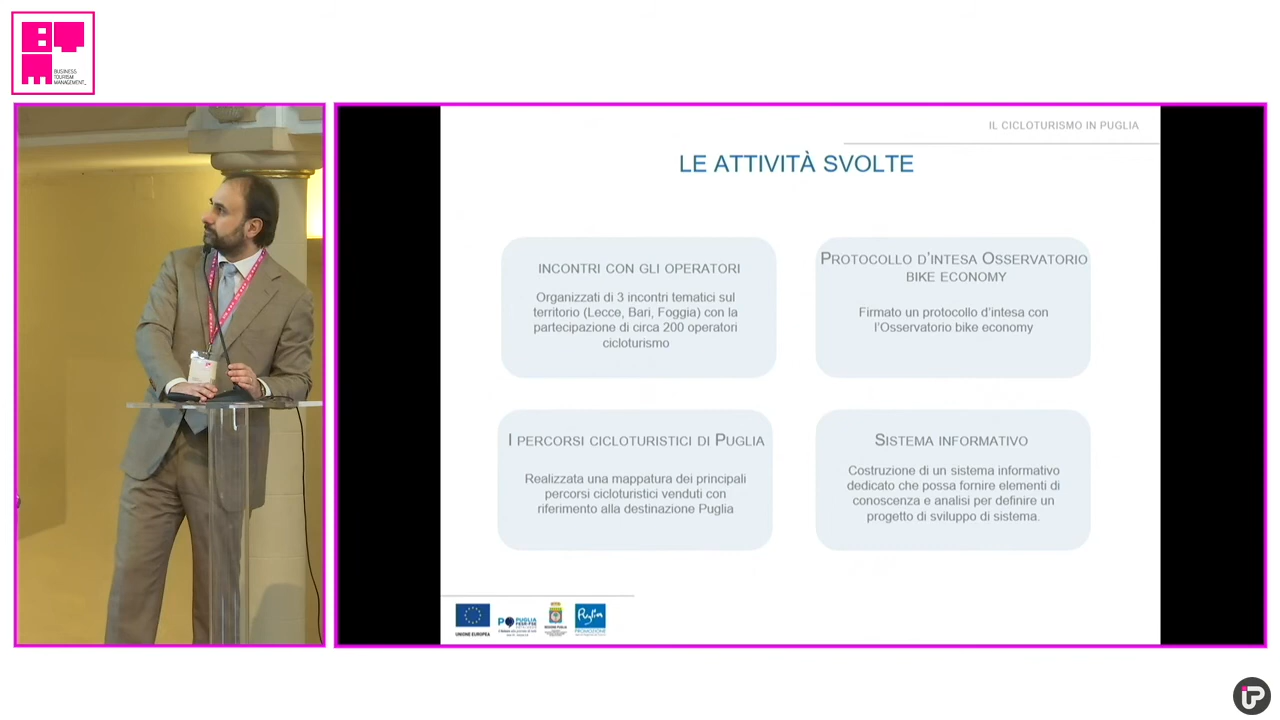 BUSINESS
TOURISM
MANAGEMENT_
IL CICLOTURISMO IN PUGLIA
LE ATTIVITÀ SVOLTE
INCONTRI CON GLI OPERATORI
Organizzati di 3 incontri tematici sul
territorio (Lecce, Bari, Foggia) con la
partecipazione di circa 200 operatori
cicloturismo
PROTOCOLLO D'INTESA OSSERVATORIO
BIKE ECONOMY
Firmato un protocollo d'intesa con
l'Osservatorio bike economy
I PERCORSI CICLOTURISTICI DI PUGLIA
Realizzata una mappatura dei principali
percorsi cicloturistici venduti con
riferimento alla destinazione Puglia
SISTEMA INFORMATIVO
Costruzione di un sistema informativo
dedicato che possa fornire elementi di
conoscenza e analisi per definire un
progetto di sviluppo di sistema.
UNIONE EUROPEA
PUGLIA
REGIONE PUGLIA
Puglia
PROMOZIONE